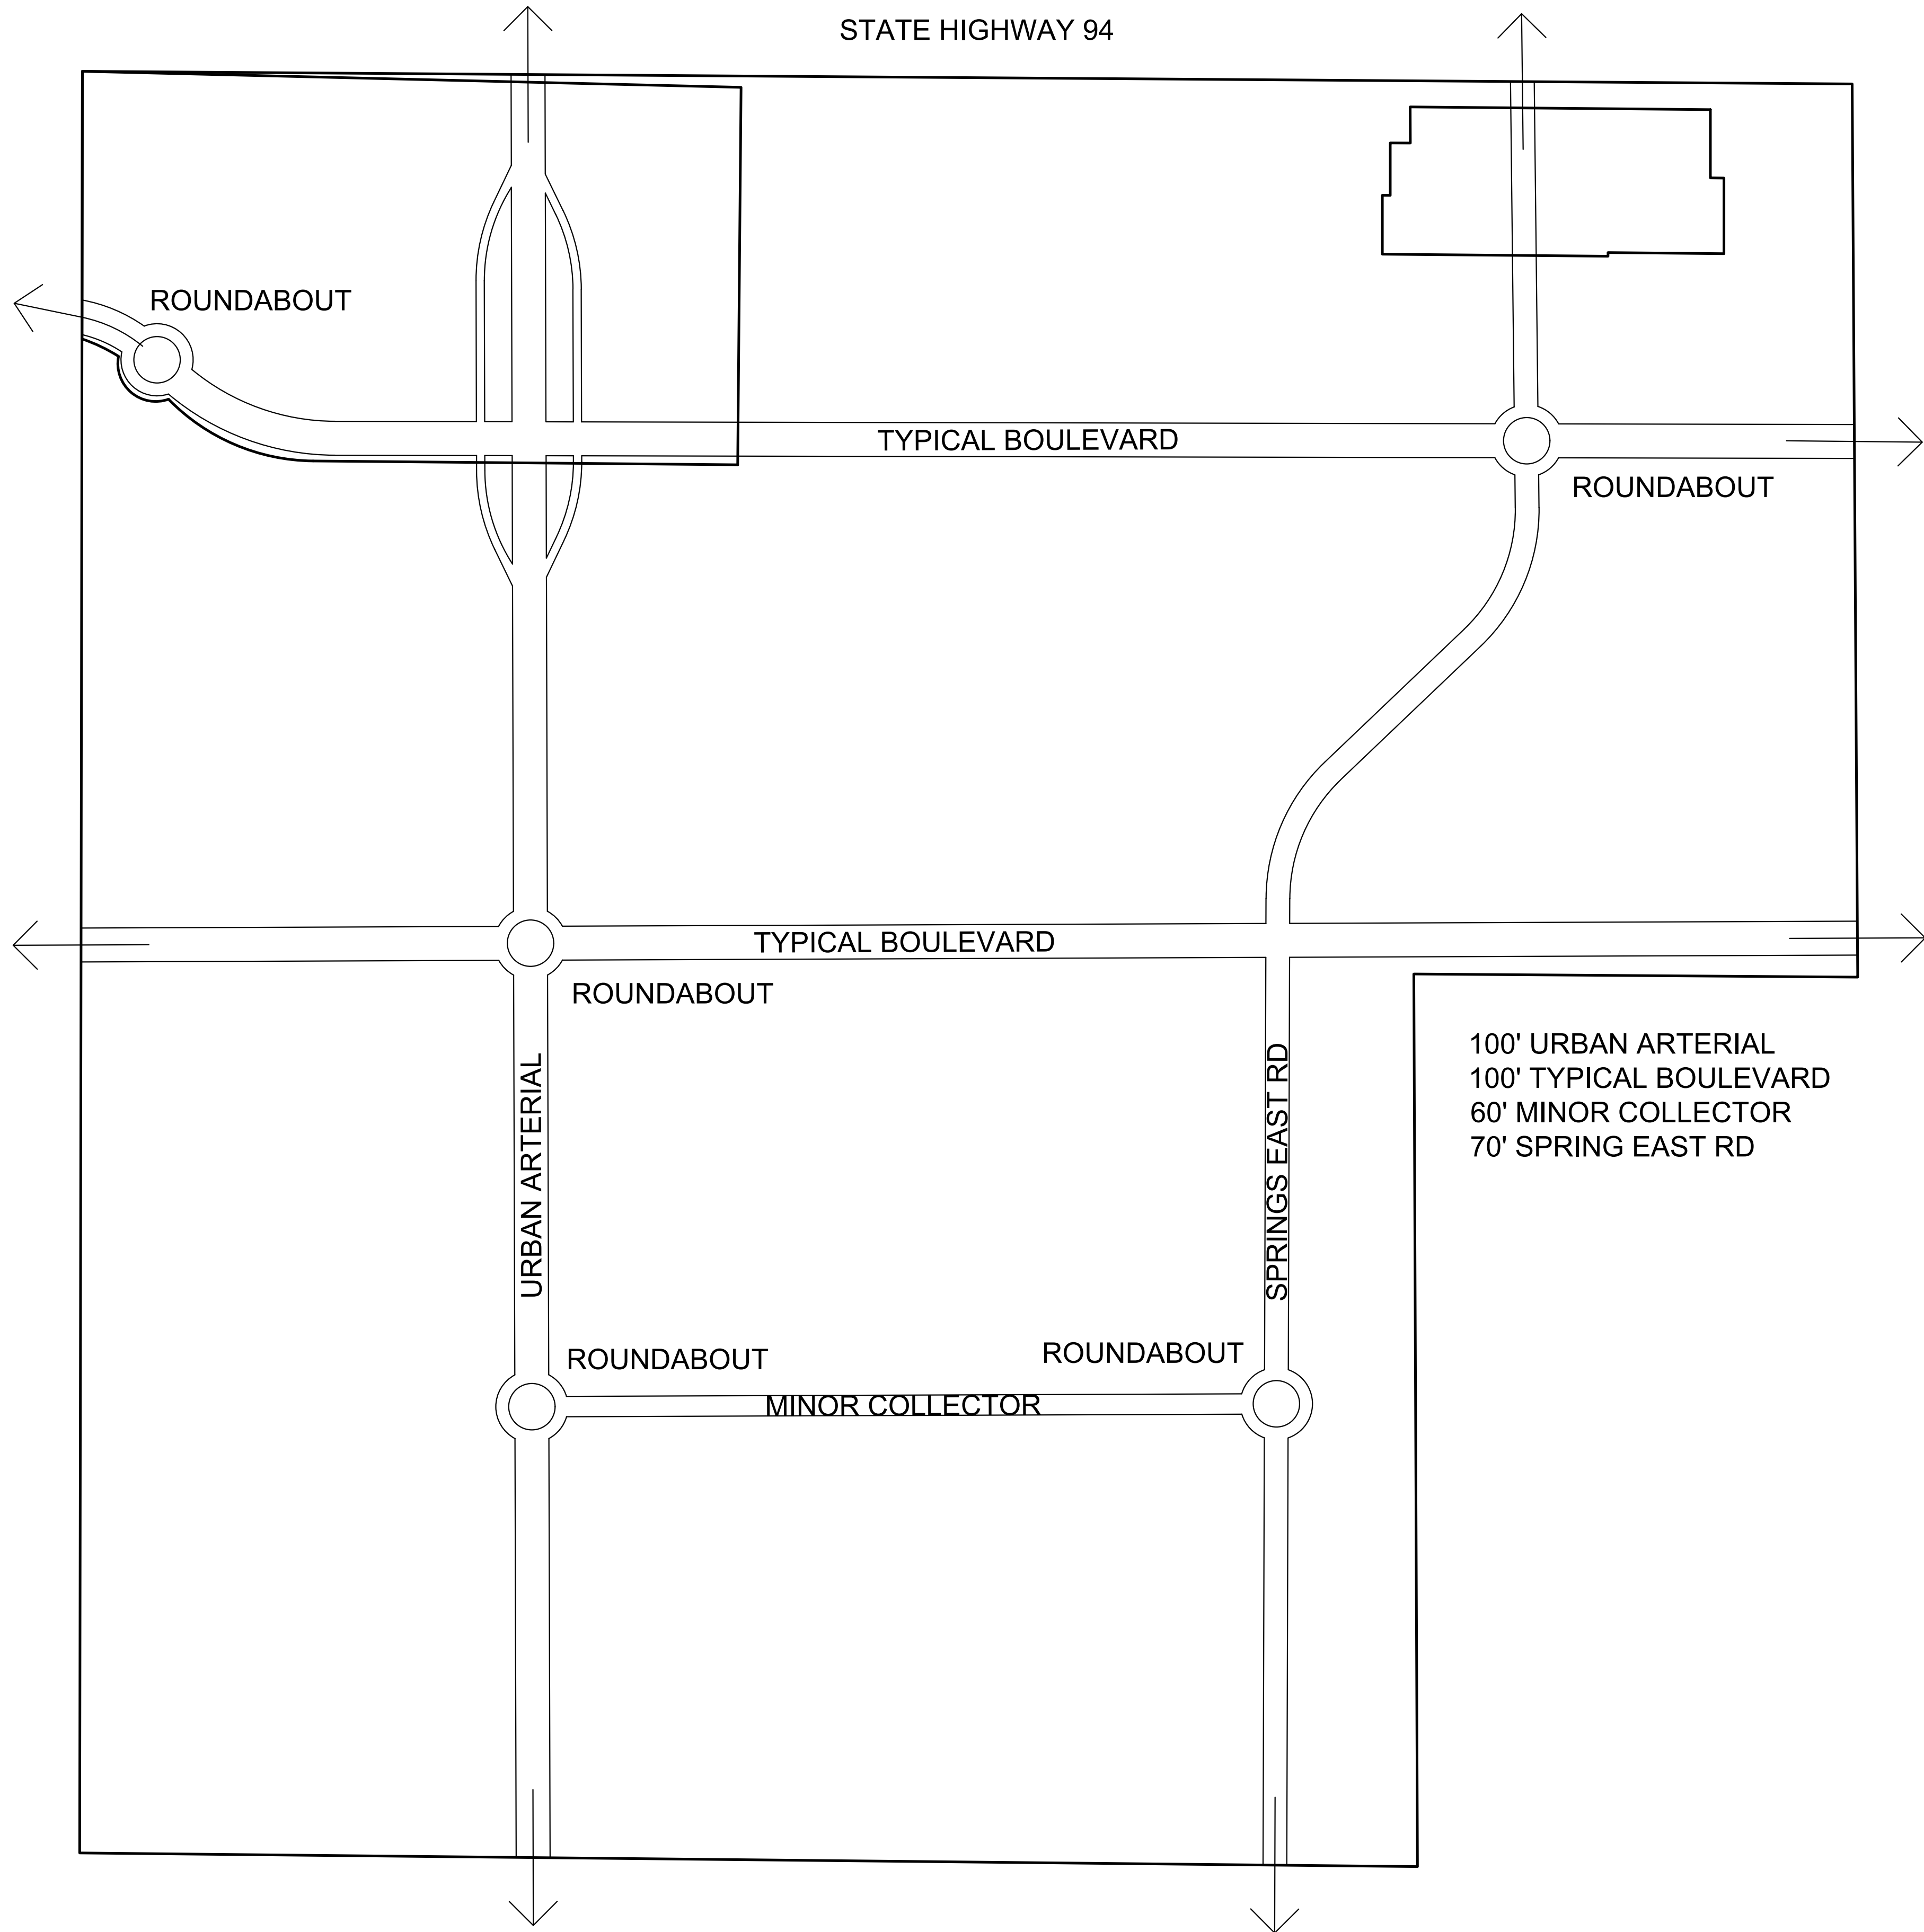 STATE HIGHWAY 94
ROUNDABOUT
TYPICAL BOULEVARD
ROUNDABOUT
TYPICAL BOULEVARD
ROUNDABOUT
100' URBAN ARTERIAL
100' TYPICAL BOULEVARD
60' MINOR COLLECTOR
70' SPRING EAST RD
URBAN ARTERIAL
SPRINGS EAST RD
ROUNDABOUT
ROUNDABOUT
MINOR COLLECTOR